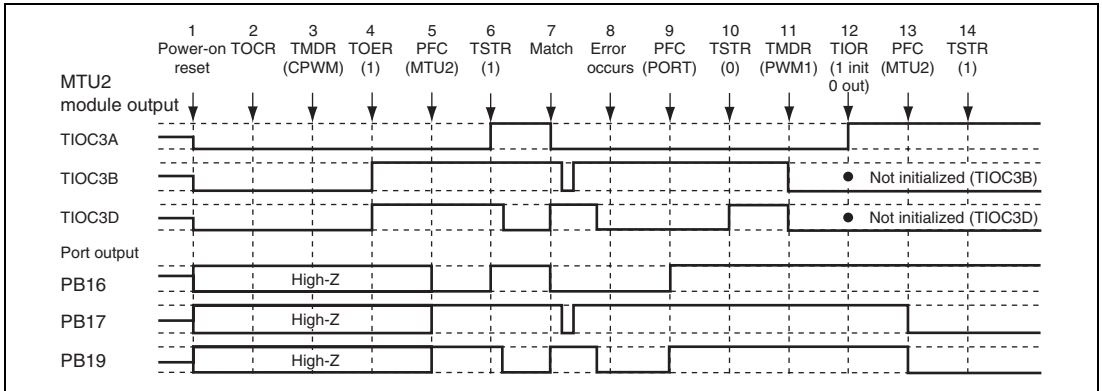 1 2 3 4 5 6 7 8 9 10 11 12 13 14
Power-on TOCR TMDR TOER PFC TSTR Match Error PFC TSTR TMDR TIOR PFC TSTR
reset (CPWM) (1) (MTU2) (1) occurs (PORT) (0) (PWM1) (1 init (MTU2) (1)
0 out)
MTU2
module output
TIOC3A
TIOC3B
● Not initialized (TIOC3B)
TIOC3D
● Not initialized (TIOC3D)
Port output
PB16
High-Z
PB17
High-Z
PB19
High-Z